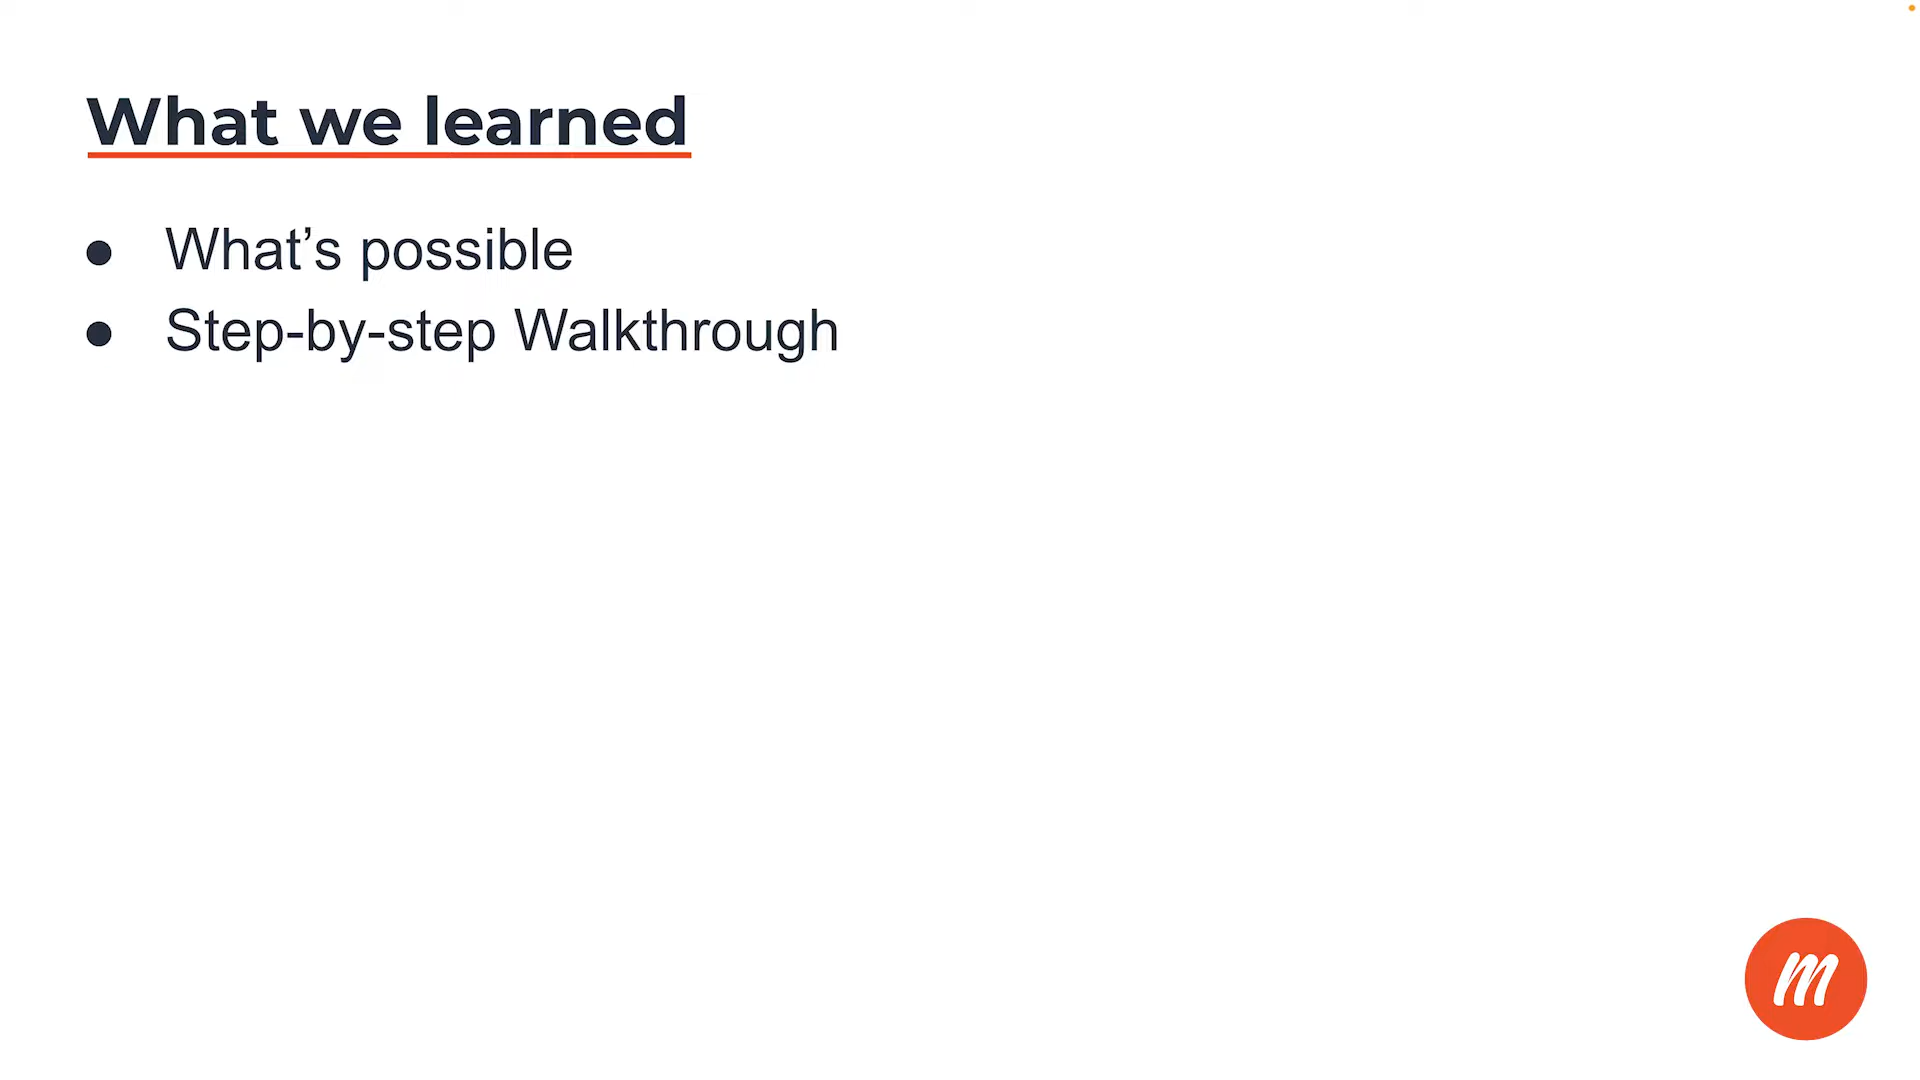 What we learned
● What’s possible
● Step-by-step Walkthrough
m